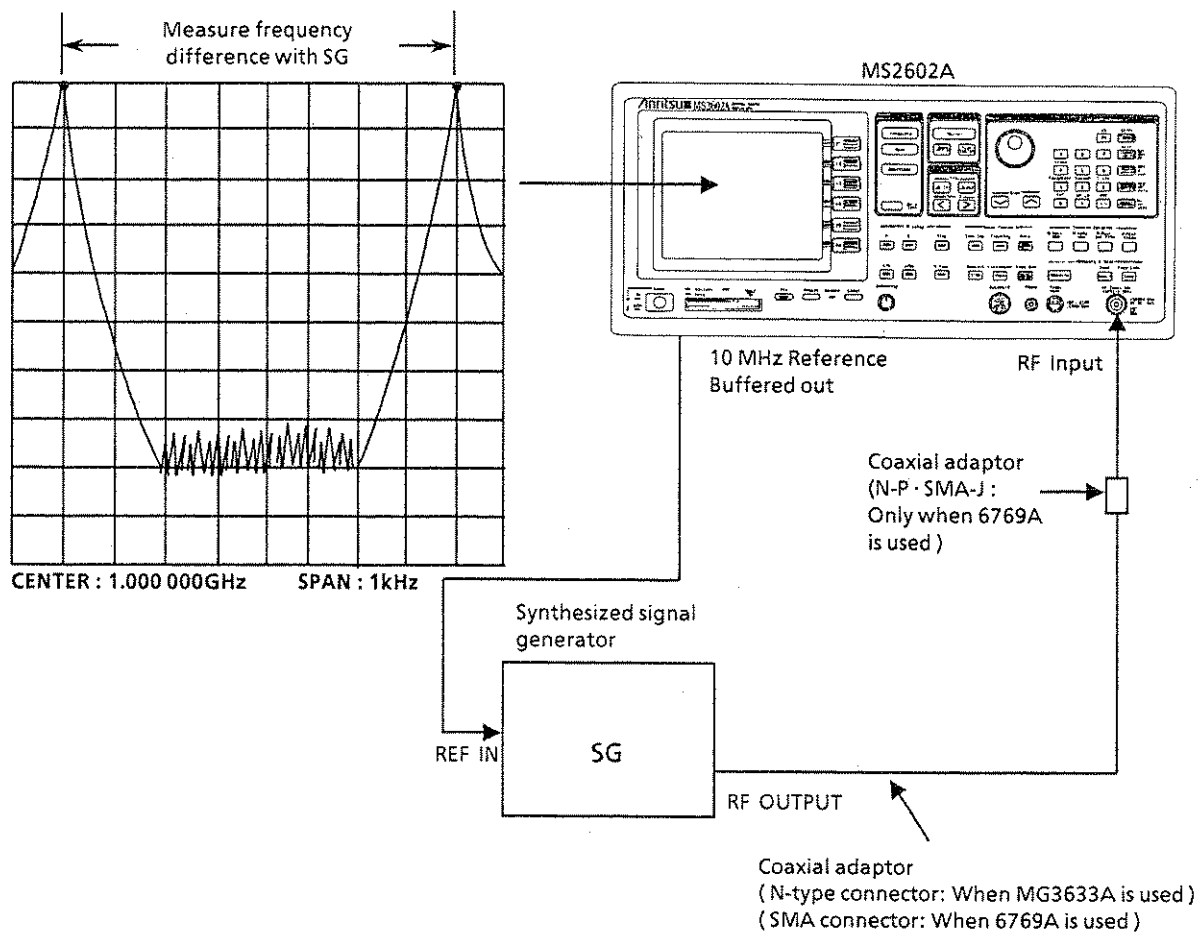 Measure frequency
difference with SG
MS2602A
Anritsu MS2602A
10 MHz Reference
Buffered out
RF Input
Coaxial adaptor
(N-P · SMA-J :
Only when 6769A
is used )
CENTER : 1.000 000GHz SPAN : 1kHz
Synthesized signal
generator
REF IN
SG
RF OUTPUT
Coaxial adaptor
( N-type connector: When MG3633A is used )
( SMA connector: When 6769A is used )